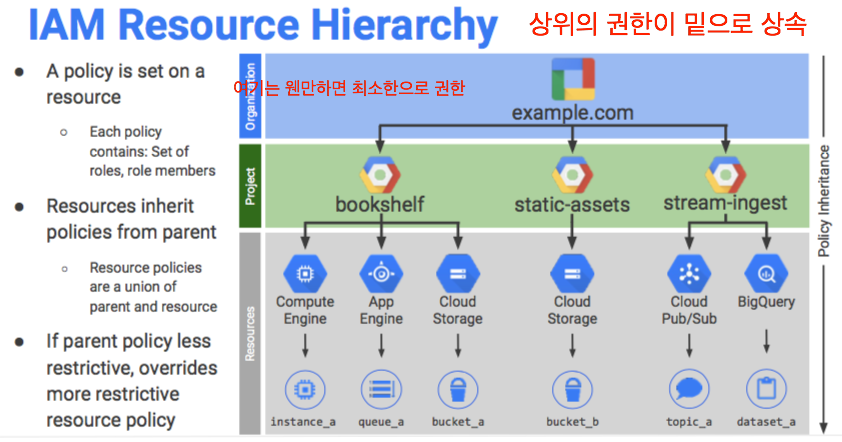 IAM Resource Hierarchy
상위의 권한이 밑으로 상속
A policy is set on a
resource
Each policy
contains: Set of
roles, role members
Resources inherit
policies from parent
Resource policies
are a union of
parent and resource
If parent policy less
restrictive, overrides
more restrictive
resource policy
Organization
여기는 웬만하면 최소한으로 권한
example.com
Project
bookshelf
static-assets
stream-ingest
Resources
Compute
Engine
App
Engine
Cloud
Storage
Cloud
Storage
Cloud
Pub/Sub
BigQuery
instance_a
queue_a
bucket_a
bucket_b
topic_a
dataset_a
Policy Inheritance